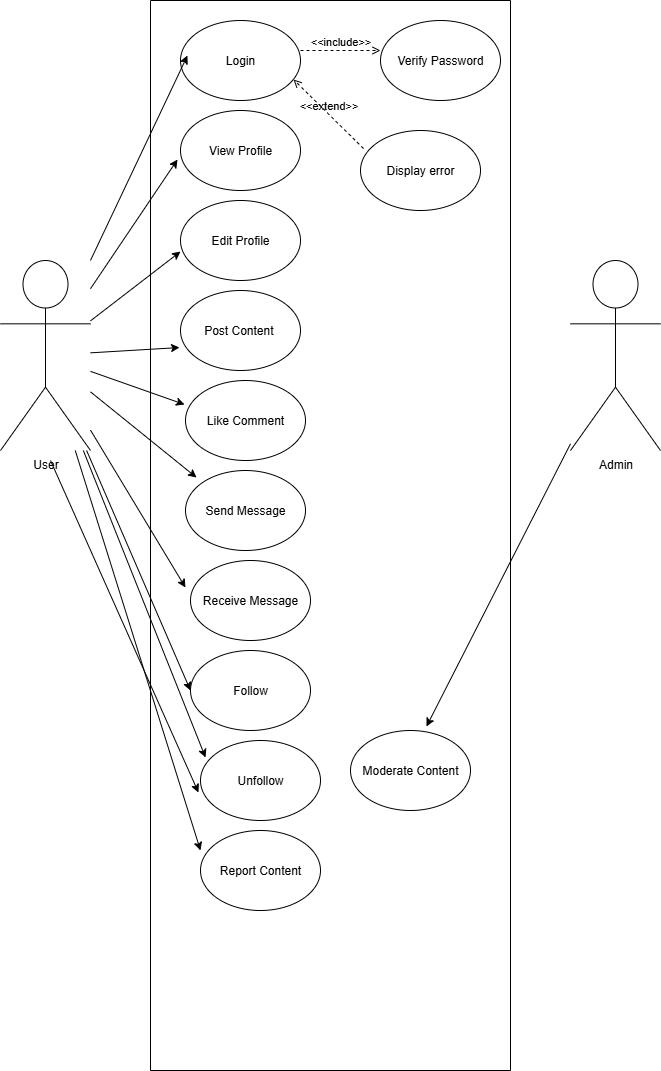 Login
<<include>>
Verify Password
<<extend>>
View Profile
Display error
Edit Profile
Post Content
Like Comment
User
Admin
Send Message
Receive Message
Follow
Moderate Content
Unfollow
Report Content